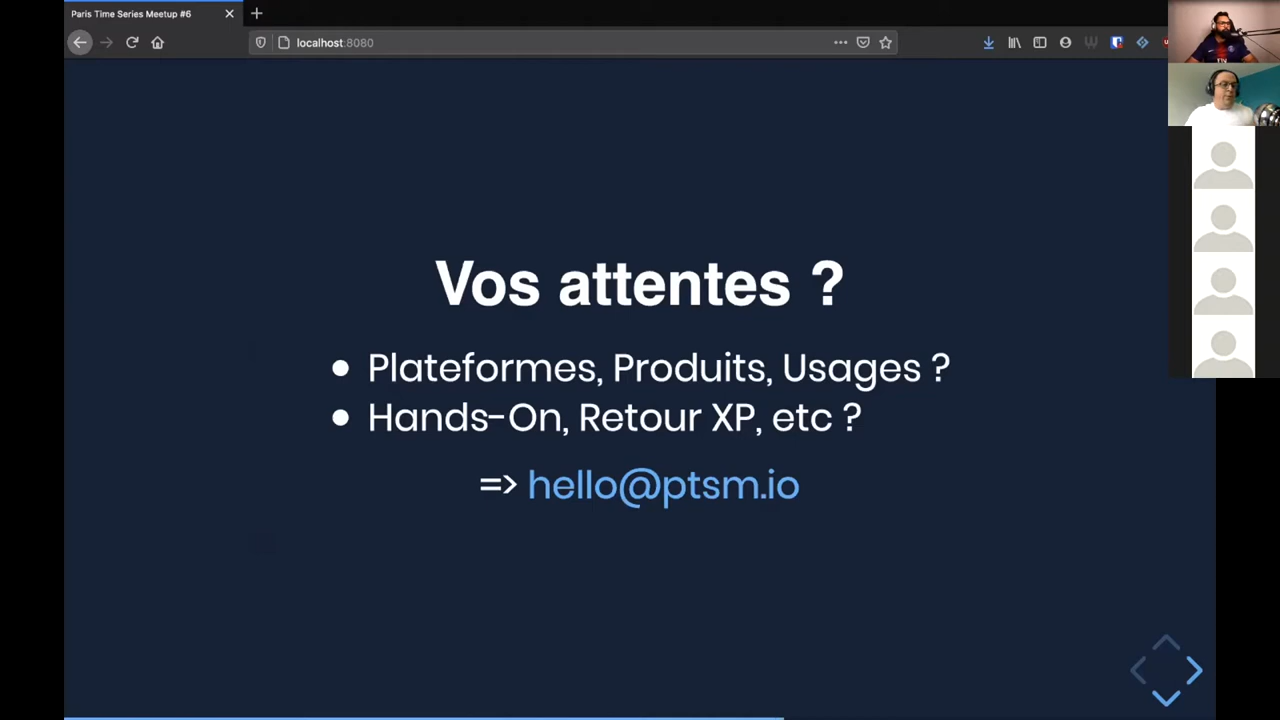 Paris Time Series Meetup #6
localhost:8080
Vos attentes ?
Plateformes, Produits, Usages ?
Hands-On, Retour XP, etc ?
=> hello@ptsm.io